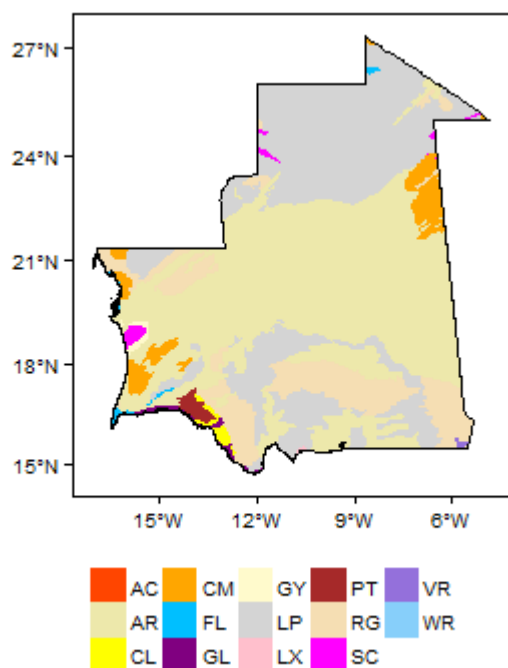 27°N
24°N
21°N
18°N
15°N
15°W 12°W 9°W 6°W
AC CM GY PT VR
AR FL LP RG WR
CL GL LX SC